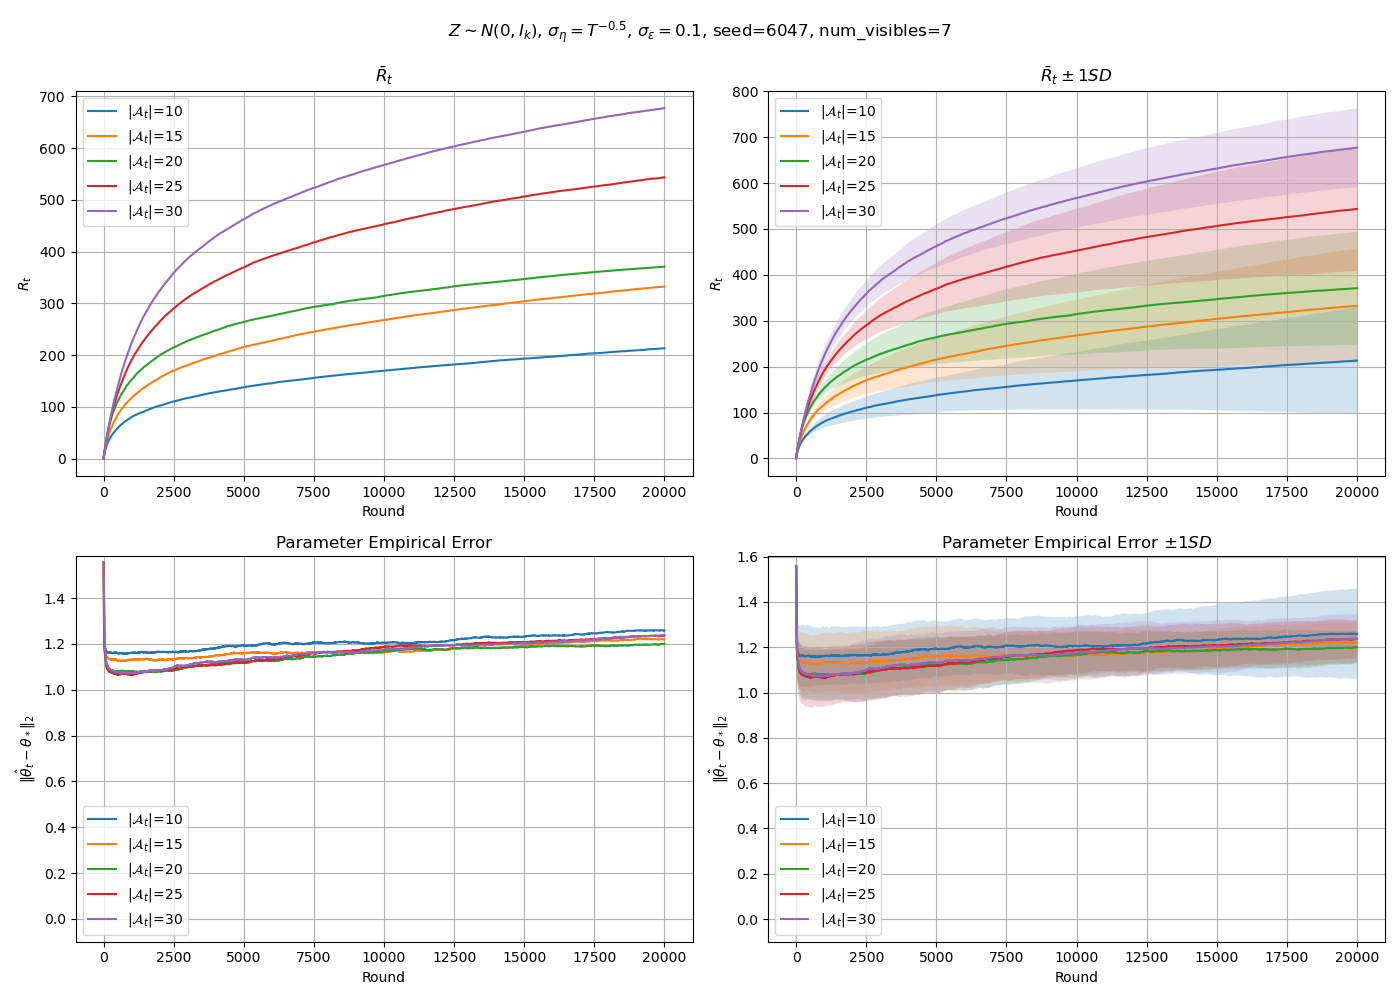 Z ∼ N(0, I_k), σ_η = T^{−0.5}, σ_ε = 0.1, seed=6047, num_visibles=7
R̄_t
R_t
700
600
500
400
300
200
100
0
|𝒜_t|=10
|𝒜_t|=15
|𝒜_t|=20
|𝒜_t|=25
|𝒜_t|=30
0 2500 5000 7500 10000 12500 15000 17500 20000
Round
R̄_t ± 1SD
R_t
800
700
600
500
400
300
200
100
0
|𝒜_t|=10
|𝒜_t|=15
|𝒜_t|=20
|𝒜_t|=25
|𝒜_t|=30
0 2500 5000 7500 10000 12500 15000 17500 20000
Round
Parameter Empirical Error
‖θ̂_t − θ_*‖_2
1.4
1.2
1.0
0.8
0.6
0.4
0.2
0.0
|𝒜_t|=10
|𝒜_t|=15
|𝒜_t|=20
|𝒜_t|=25
|𝒜_t|=30
0 2500 5000 7500 10000 12500 15000 17500 20000
Round
Parameter Empirical Error ±1SD
‖θ̂_t − θ_*‖_2
1.6
1.4
1.2
1.0
0.8
0.6
0.4
0.2
0.0
|𝒜_t|=10
|𝒜_t|=15
|𝒜_t|=20
|𝒜_t|=25
|𝒜_t|=30
0 2500 5000 7500 10000 12500 15000 17500 20000
Round